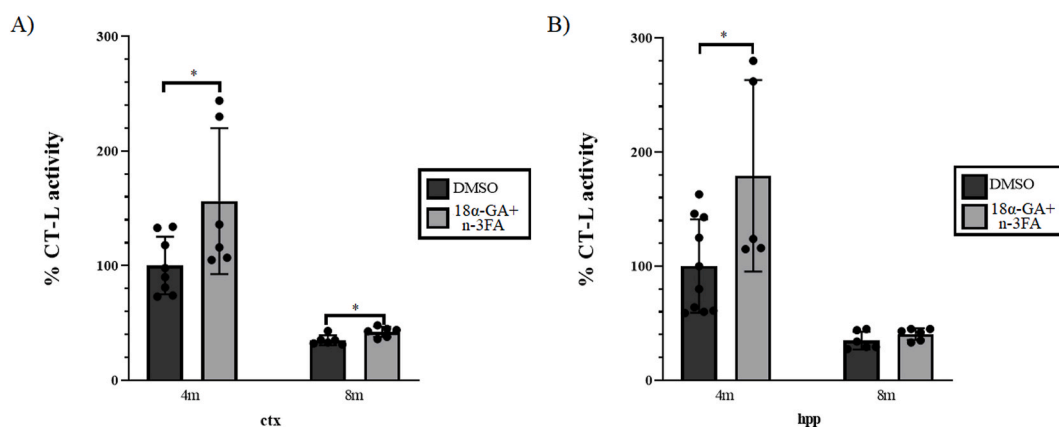 A)
% CT-L activity
300
200
100
0
*
*
4m
8m
ctx
DMSO
18α-GA+
n-3FA
B)
% CT-L activity
300
200
100
0
*
4m
8m
hpp
DMSO
18α-GA+
n-3FA